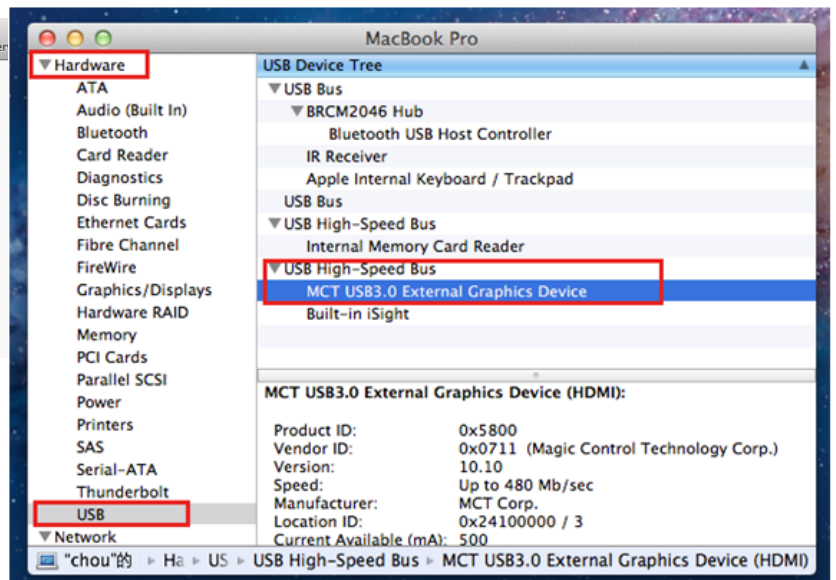 MacBook Pro
Hardware
ATA
Audio (Built In)
Bluetooth
Card Reader
Diagnostics
Disc Burning
Ethernet Cards
Fibre Channel
FireWire
Graphics/Displays
Hardware RAID
Memory
PCI Cards
Parallel SCSI
Power
Printers
SAS
Serial-ATA
Thunderbolt
USB
Network
USB Device Tree
USB Bus
BRCM2046 Hub
Bluetooth USB Host Controller
IR Receiver
Apple Internal Keyboard / Trackpad
USB Bus
USB High-Speed Bus
Internal Memory Card Reader
USB High-Speed Bus
MCT USB3.0 External Graphics Device
Built-in iSight
MCT USB3.0 External Graphics Device (HDMI):
Product ID: 0x5800
Vendor ID: 0x0711 (Magic Control Technology Corp.)
Version: 10.10
Speed: Up to 480 Mb/sec
Manufacturer: MCT Corp.
Location ID: 0x24100000 / 3
Current Available (mA): 500
"chou"的 ▸ Ha ▸ US ▸ USB High-Speed Bus ▸ MCT USB3.0 External Graphics Device (HDMI)